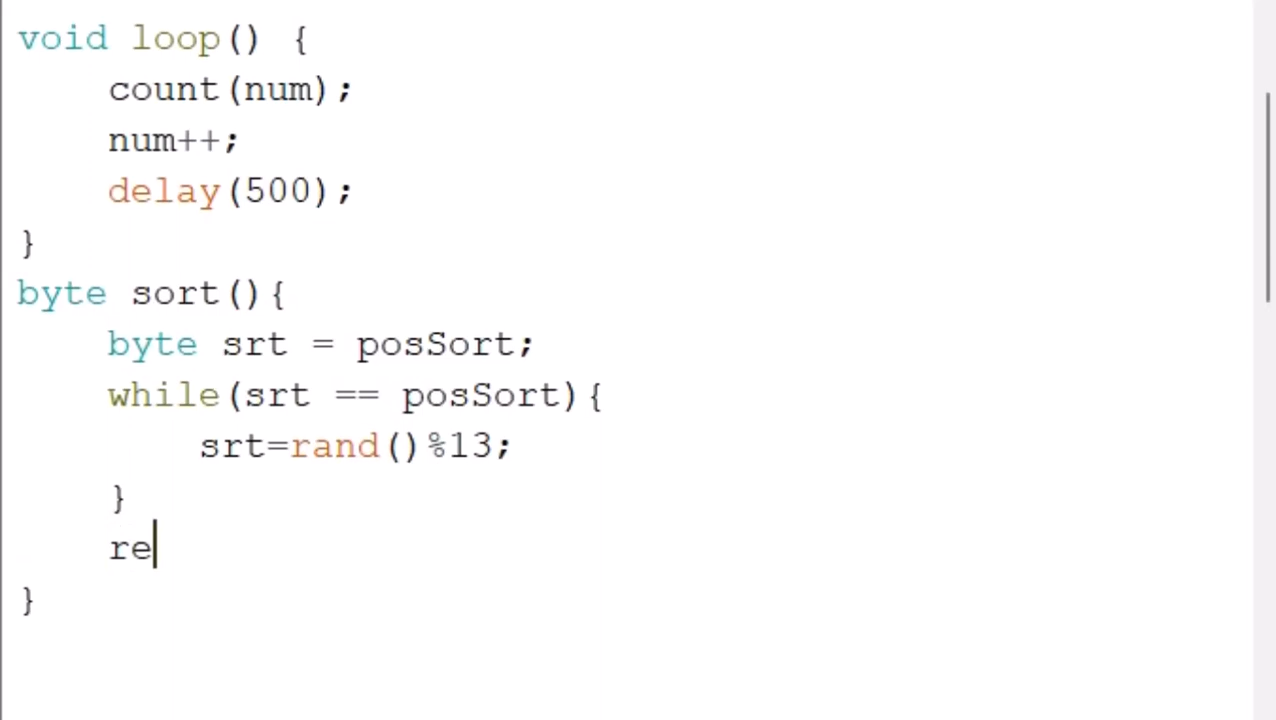 void loop() {
    count(num);
    num++;
    delay(500);
}
byte sort(){
    byte srt = posSort;
    while(srt == posSort){
        srt=rand()%13;
    }
    re
}